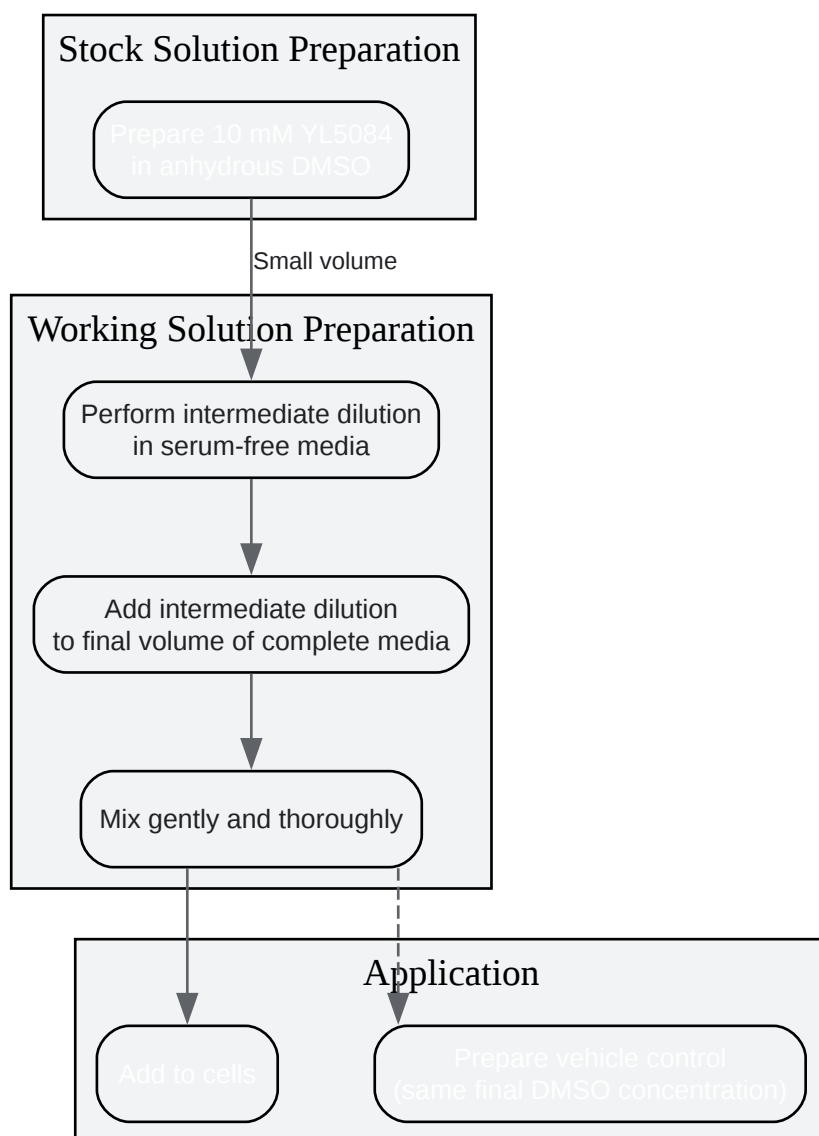 Stock Solution Preparation
Prepare 10 mM YL5084
in anhydrous DMSO
Small volume
Working Solution Preparation
Perform intermediate dilution
in serum-free media
Add intermediate dilution
to final volume of complete media
Mix gently and thoroughly
Application
Add to cells
Prepare vehicle control
(same final DMSO concentration)